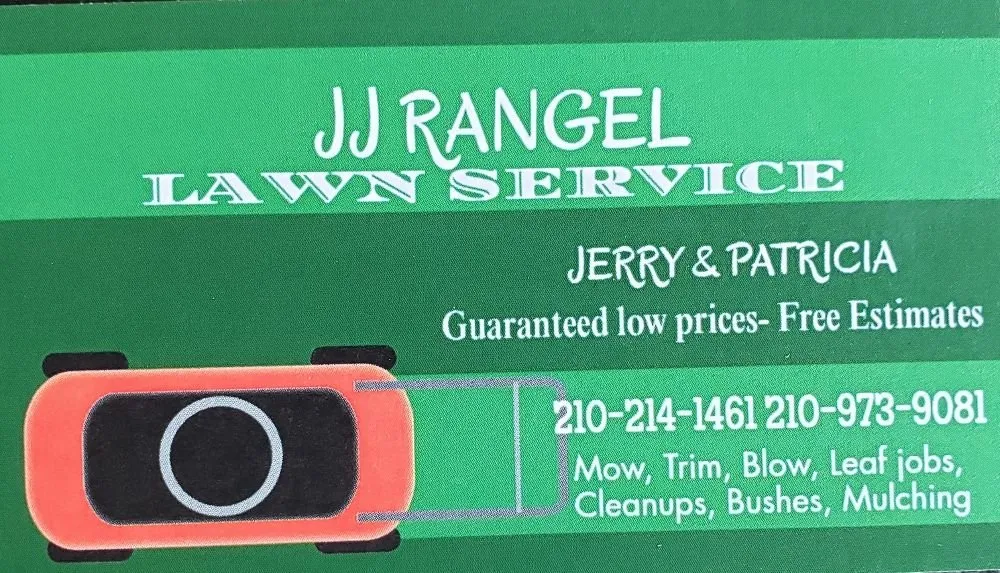 JJ RANGEL
LAWN SERVICE
JERRY & PATRICIA
Guaranteed low prices- Free Estimates
210-214-1461 210-973-9081
Mow, Trim, Blow, Leaf jobs,
Cleanups, Bushes, Mulching